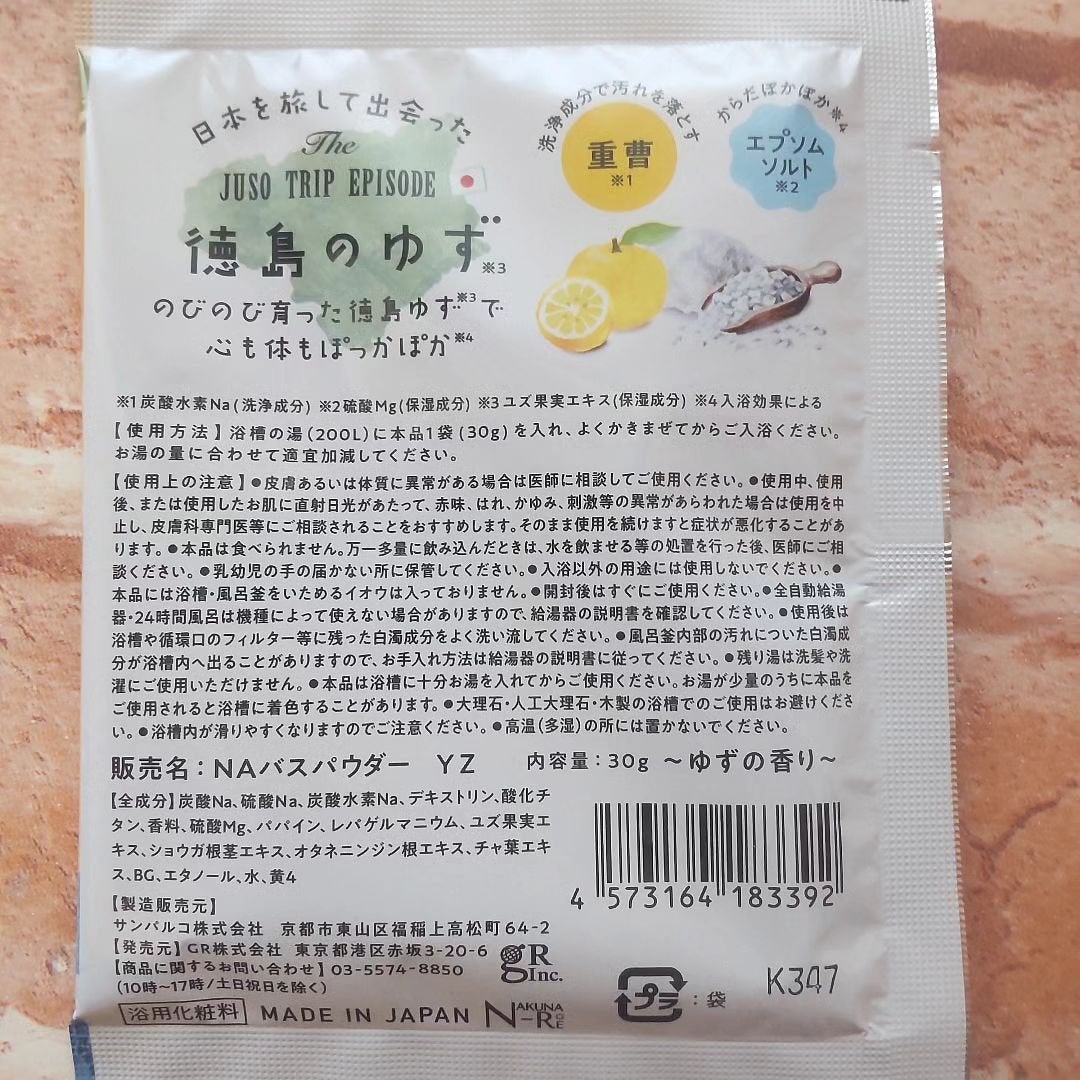 日本を旅して出会った
The
JUSO TRIP EPISODE
徳島のゆず※3
のびのび育った徳島ゆず※3で
心も体もぽっかぽか※4
洗浄成分で汚れを落とす
重曹
※1
からだぽかぽか※4
エプソム
ソルト
※2
※1炭酸水素Na(洗浄成分) ※2硫酸Mg(保湿成分) ※3ユズ果実エキス(保湿成分) ※4入浴効果による
【使用方法】浴槽の湯(200L)に本品1袋(30g)を入れ、よくかきまぜてからご入浴ください。
お湯の量に合わせて適宜加減してください。
【使用上の注意】●皮膚あるいは体質に異常がある場合は医師に相談してご使用ください。●使用中、使用
後、または使用したお肌に直射日光があたって、赤味、はれ、かゆみ、刺激等の異常があらわれた場合は使用を中
止し、皮膚科専門医等にご相談されることをおすすめします。そのまま使用を続けますと症状が悪化することがあ
ります。●本品は食べられません。万一多量に飲み込んだときは、水を飲ませる等の処置を行った後、医師にご相
談ください。●乳幼児の手の届かない所に保管してください。●入浴以外の用途には使用しないでください。●
本品には浴槽・風呂釜をいためるイオウは入っておりません。●開封後はすぐにご使用ください。●全自動給湯
器・24時間風呂は機種によって使えない場合がありますので、給湯器の説明書を確認してください。●使用後は
浴槽や循環口のフィルター等に残った白濁成分をよく洗い流してください。●風呂釜内部の汚れについた白濁成
分が浴槽内へ出ることがありますので、お手入れ方法は給湯器の説明書に従ってください。●残り湯は洗髪や洗
濯にご使用いただけません。●本品は浴槽に十分お湯を入れてからご使用ください。お湯が少量のうちに本品を
ご使用されると浴槽に着色することがあります。●大理石・人工大理石・木製の浴槽でのご使用はお避けくださ
い。●浴槽内が滑りやすくなりますのでご注意ください。●高温(多湿)の所には置かないでください。
販売名：NAバスパウダー YZ 内容量：30g ～ゆずの香り～
【全成分】炭酸Na、硫酸Na、炭酸水素Na、デキストリン、酸化チ
タン、香料、硫酸Mg、パパイン、レパゲルマニウム、ユズ果実エ
キス、ショウガ根茎エキス、オタネニンジン根エキス、チャ葉エキ
ス、BG、エタノール、水、黄4
4 573164 183392
【製造販売元】
サンパルコ株式会社 京都市東山区福稲上高松町64-2
【発売元】GR株式会社 東京都港区赤坂3-20-6
【商品に関するお問い合わせ】03-5574-8850
(10時～17時/土日祝日を除く)
gR
Inc.
浴用化粧料 MADE IN JAPAN
NAKUNA-RE
プラ：袋
K347